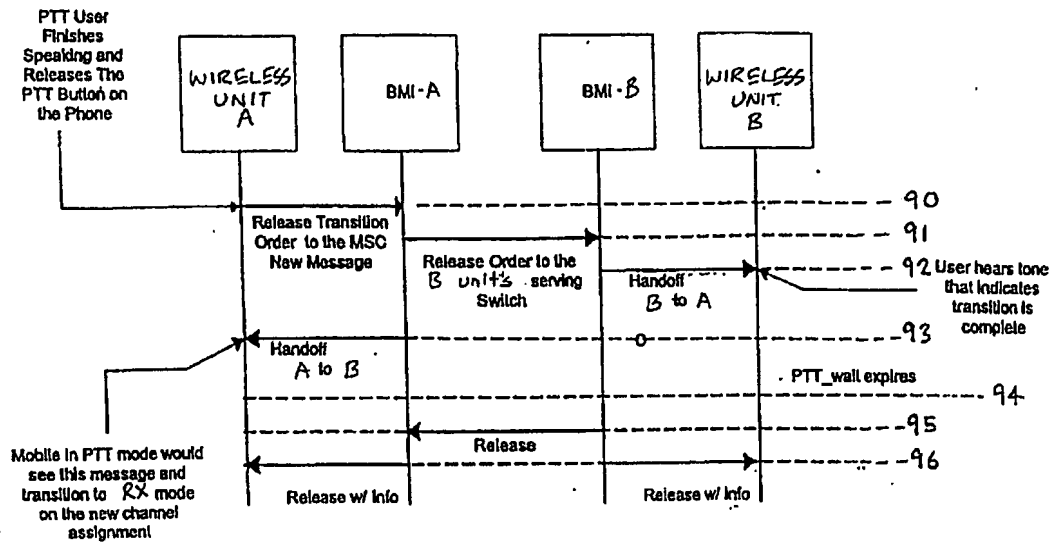 PTT User
Finishes
Speaking and
Releases The
PTT Button on
the Phone
WIRELESS
UNIT
A
BMI-A
BMI-B
WIRELESS
UNIT.
B
90
Release Transition
Order to the MSC
New Message
91
Release Order to the
B unit's serving
Switch
92
Handoff
B to A
User hears tone
that indicates
transition is
complete
93
Handoff
A to B
PTT_wait expires
94
95
Release
96
Mobile in PTT mode would
see this message and
transition to RX mode
on the new channel
assignment
Release w/ Info
Release w/ Info